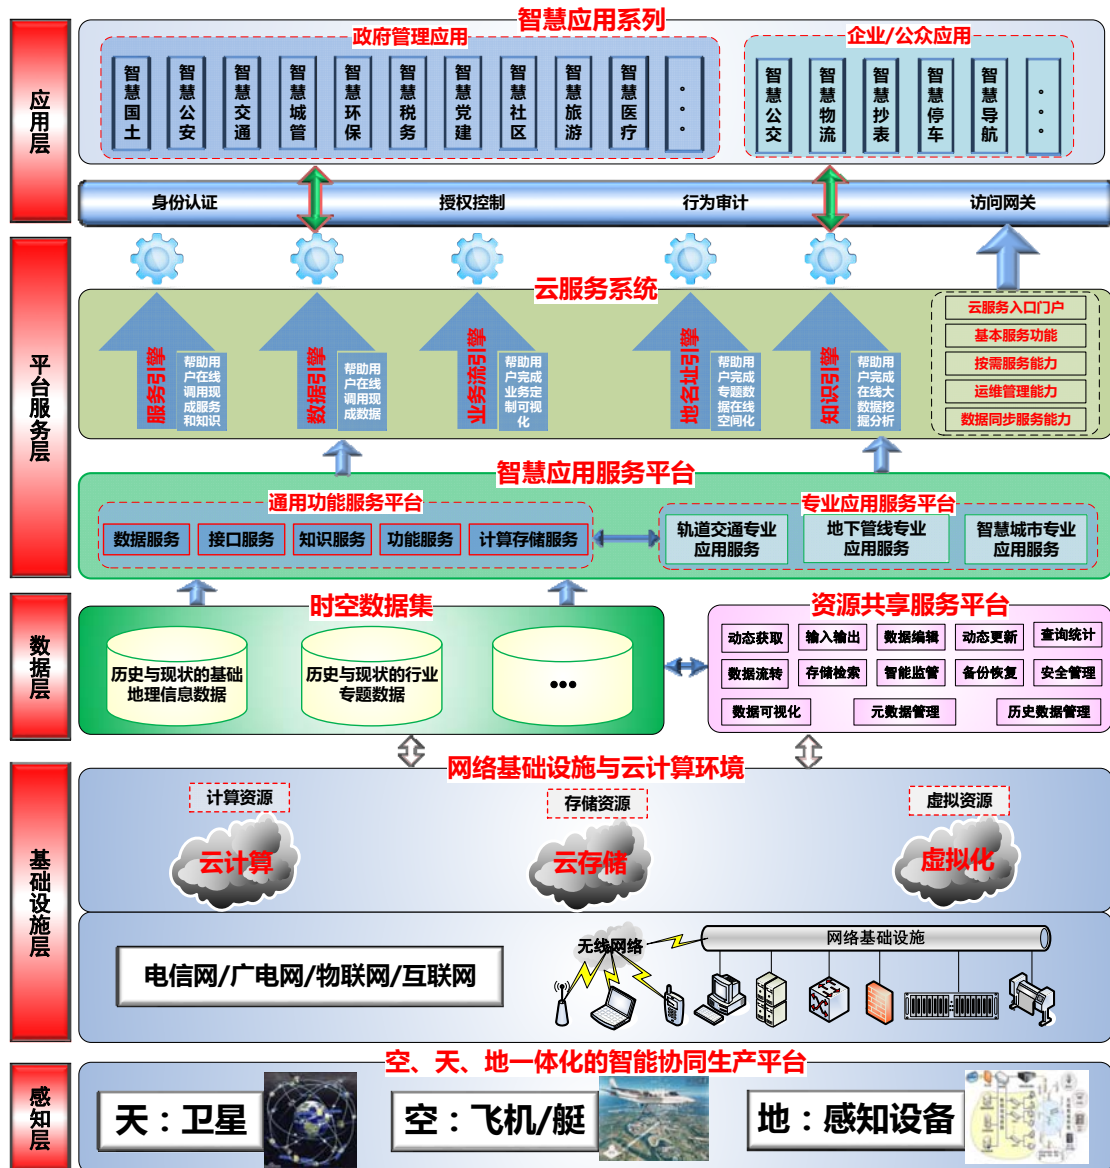 智慧应用系列
政府管理应用
企业/公众应用
应用层
智慧国土
智慧公安
智慧交通
智慧城管
智慧环保
智慧税务
智慧党建
智慧社区
智慧旅游
智慧医疗
...
智慧公交
智慧物流
智慧抄表
智慧停车
智慧导航
...
身份认证
授权控制
行为审计
访问网关
平台服务层
云服务系统
服务引擎
帮助用
户在线
调用现
成服务
和知识
数据引擎
帮助用
户在线
调用现
成数据
业务流引擎
帮助用
户完成
业务定
制可视
化
地名址引擎
帮助用
户完成
专题数
据在线
空间化
知识引擎
帮助用
户完成
在线大
数据挖
掘分析
云服务入口门户
基本服务功能
按需服务能力
运维管理能力
数据同步服务能力
智慧应用服务平台
通用功能服务平台
数据服务
接口服务
知识服务
功能服务
计算存储服务
专业应用服务平台
轨道交通专业
应用服务
地下管线专业
应用服务
智慧城市专业
应用服务
数据层
时空数据集
历史与现状的基础
地理信息数据
历史与现状的行业
专题数据
•••
资源共享服务平台
动态获取
输入输出
数据编辑
动态更新
查询统计
数据流转
存储检索
智能监管
备份恢复
安全管理
数据可视化
元数据管理
历史数据管理
基础设施层
网络基础设施与云计算环境
计算资源
存储资源
虚拟资源
云计算
云存储
虚拟化
电信网/广电网/物联网/互联网
无线网络
网络基础设施
感知层
空、天、地一体化的智能协同生产平台
天：卫星
空：飞机/艇
地：感知设备